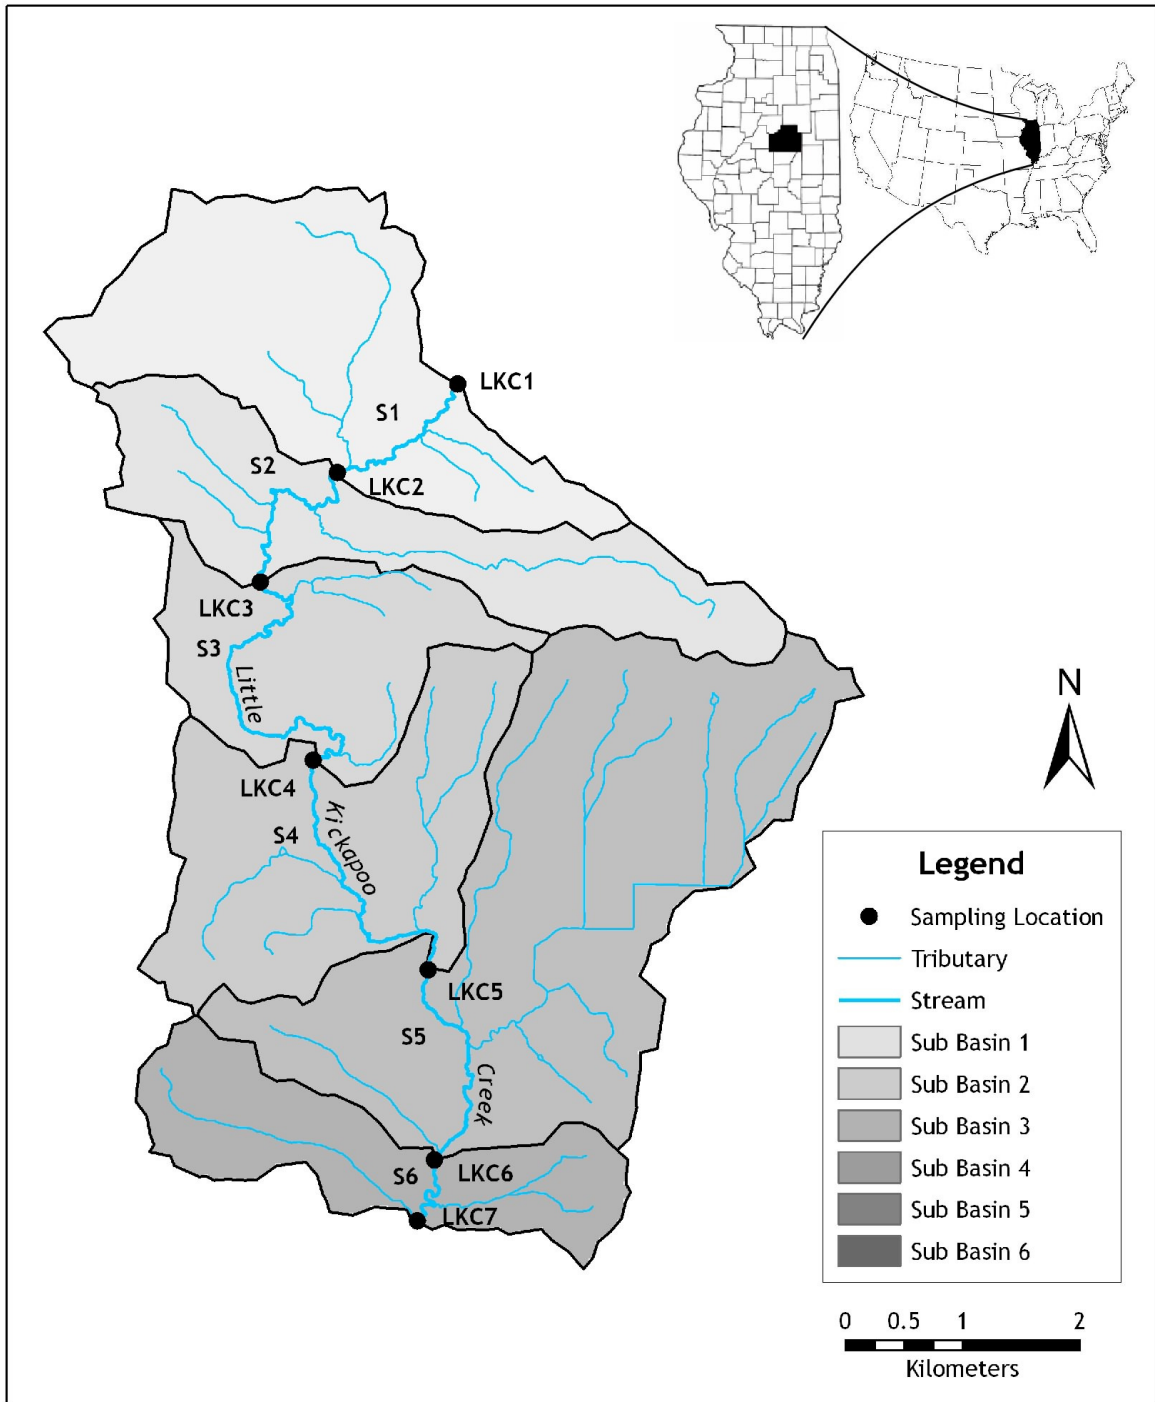 LKC1
S1
S2
LKC2
LKC3
S3
Little
N
LKC4
Kickapoo
S4
LKC5
S5
Creek
S6
LKC6
LKC7
Legend
Sampling Location
Tributary
Stream
Sub Basin 1
Sub Basin 2
Sub Basin 3
Sub Basin 4
Sub Basin 5
Sub Basin 6
0 0.5 1 2
Kilometers